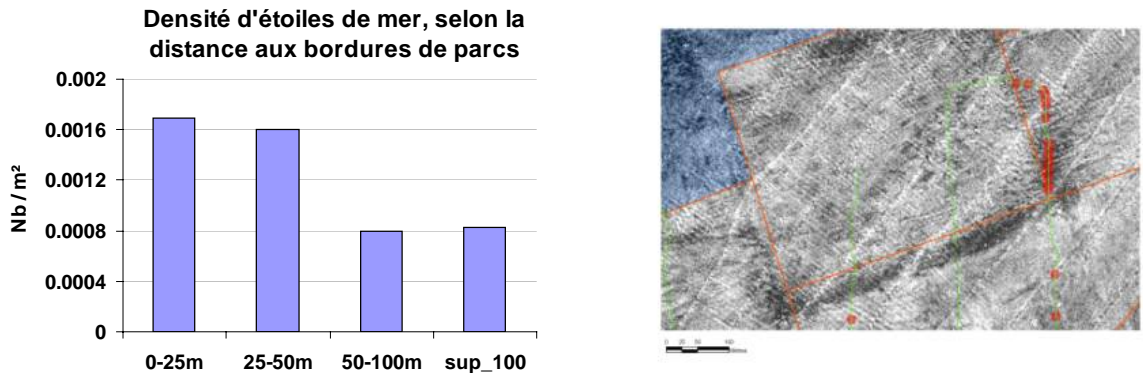 Densité d'étoiles de mer, selon la
distance aux bordures de parcs
0.002
0.0016
0.0012
0.0008
0.0004
0
Nb / m²
0-25m 25-50m 50-100m sup_100